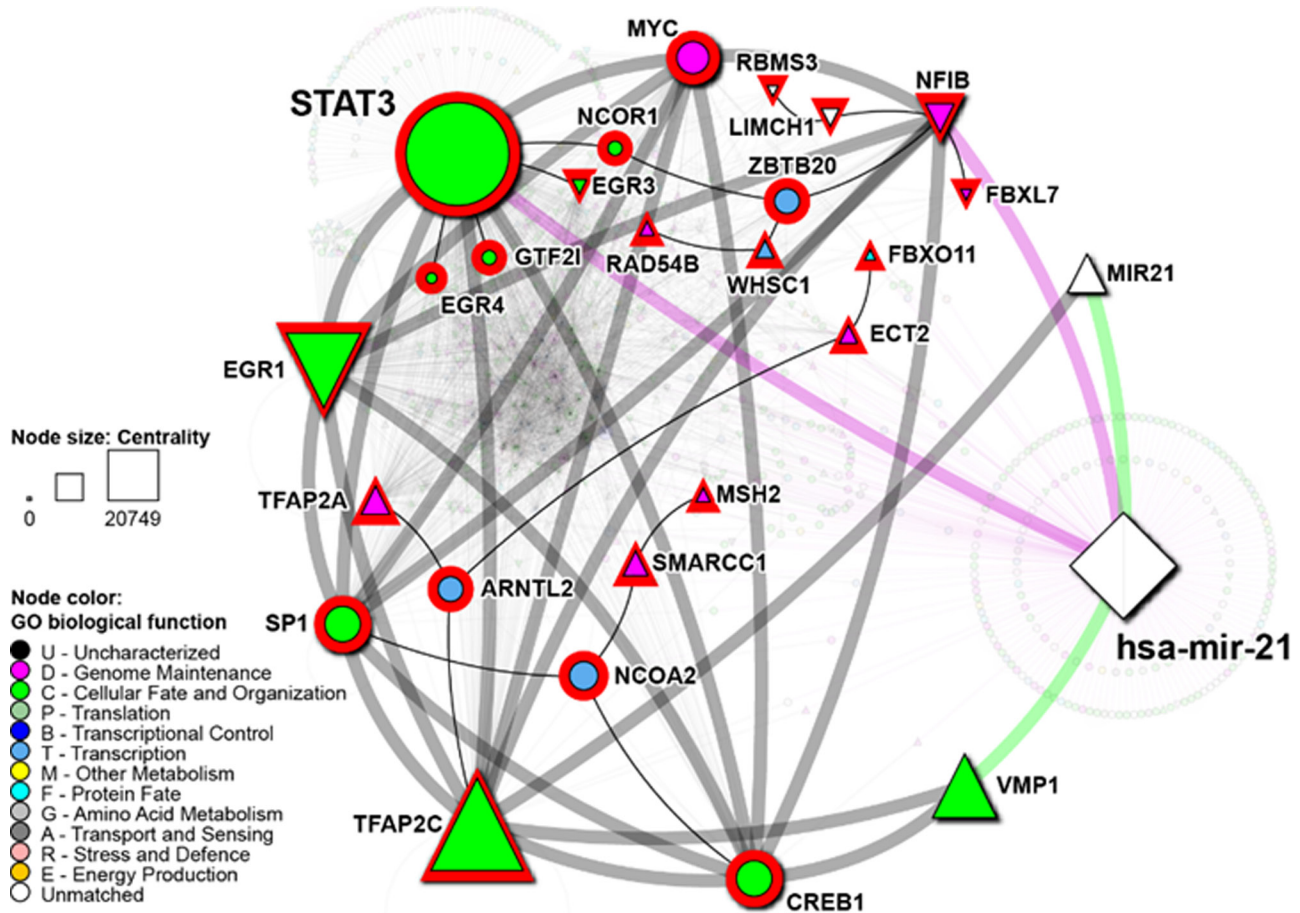 MYC
RBMS3
NFIB
STAT3
NCOR1
LIMCH1
ZBTB20
EGR3
FBXL7
RAD54B
GTF2I
FBXO11
MIR21
WHSC1
EGR4
ECT2
EGR1
Node size: Centrality
0 20749
TFAP2A
MSH2
SMARCC1
ARNTL2
SP1
hsa-mir-21
NCOA2
VMP1
TFAP2C
CREB1
Node color:
GO biological function
U - Uncharacterized
D - Genome Maintenance
C - Cellular Fate and Organization
P - Translation
B - Transcriptional Control
T - Transcription
M - Other Metabolism
F - Protein Fate
G - Amino Acid Metabolism
A - Transport and Sensing
R - Stress and Defence
E - Energy Production
Unmatched